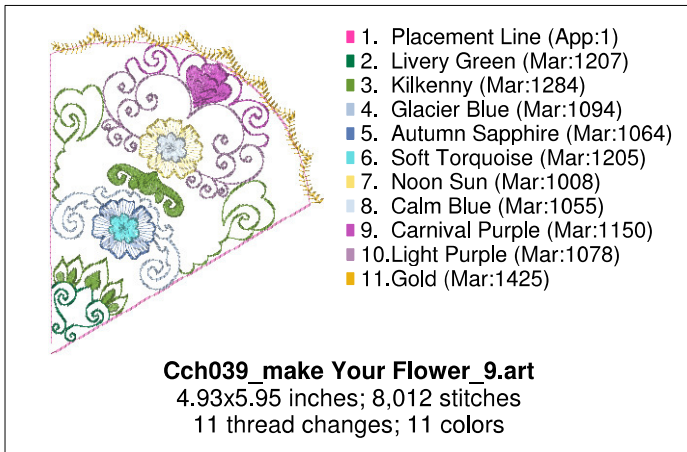 1. Placement Line (App:1)
2. Livery Green (Mar:1207)
3. Kilkenny (Mar:1284)
4. Glacier Blue (Mar:1094)
5. Autumn Sapphire (Mar:1064)
6. Soft Torquoise (Mar:1205)
7. Noon Sun (Mar:1008)
8. Calm Blue (Mar:1055)
9. Carnival Purple (Mar:1150)
10.Light Purple (Mar:1078)
11.Gold (Mar:1425)
Cch039_make Your Flower_9.art
4.93x5.95 inches; 8,012 stitches
11 thread changes; 11 colors